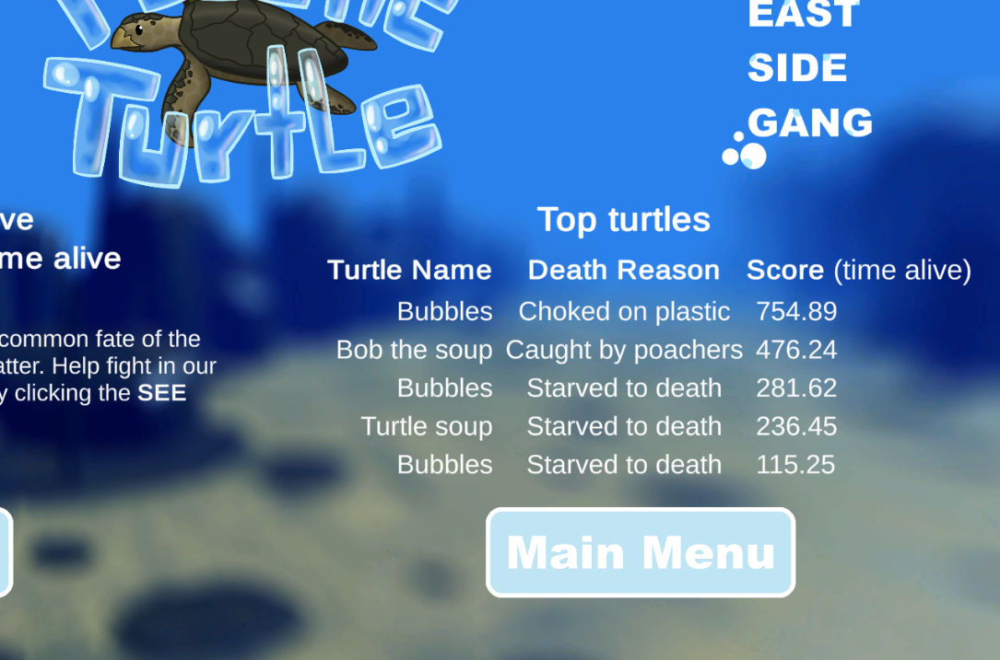 Turtle
EAST
SIDE
GANG
ve
me alive
common fate of the
atter. Help fight in our
y clicking the SEE
Top turtles
Turtle Name Death Reason Score (time alive)
Bubbles Choked on plastic 754.89
Bob the soup Caught by poachers 476.24
Bubbles Starved to death 281.62
Turtle soup Starved to death 236.45
Bubbles Starved to death 115.25
Main Menu